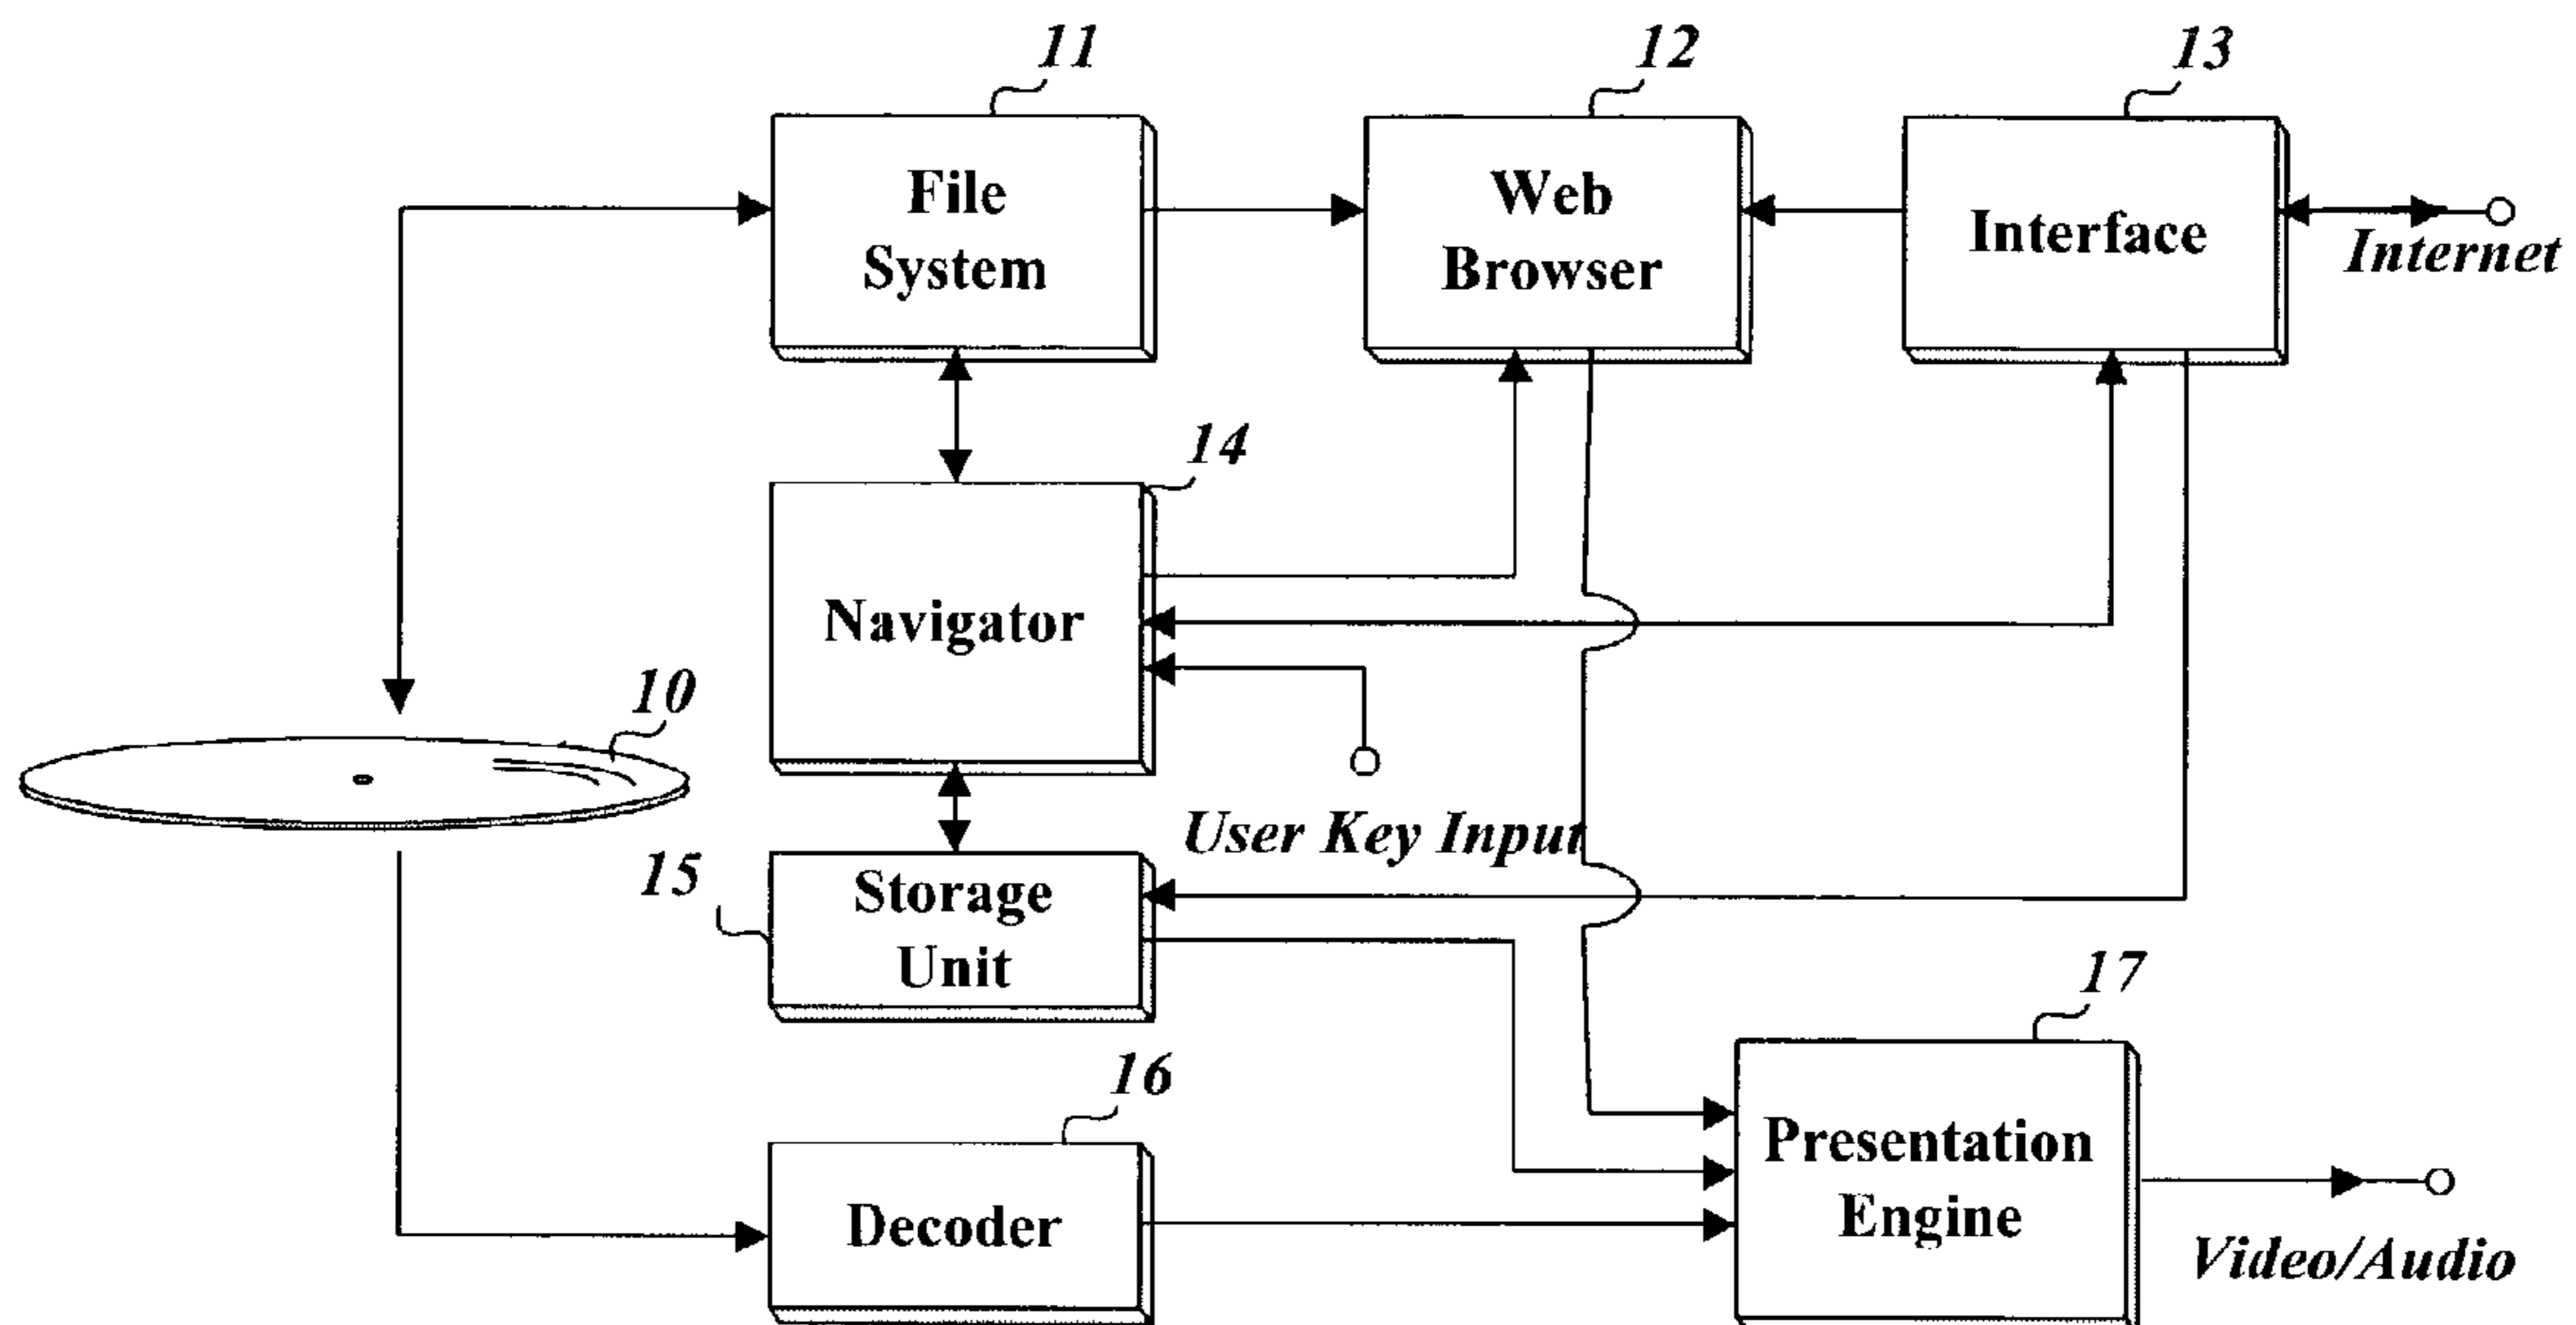 11
12
13
File
System
Web
Browser
Interface
Internet
14
Navigator
10
User Key Input
15
Storage
Unit
17
16
Presentation
Engine
Decoder
Video/Audio